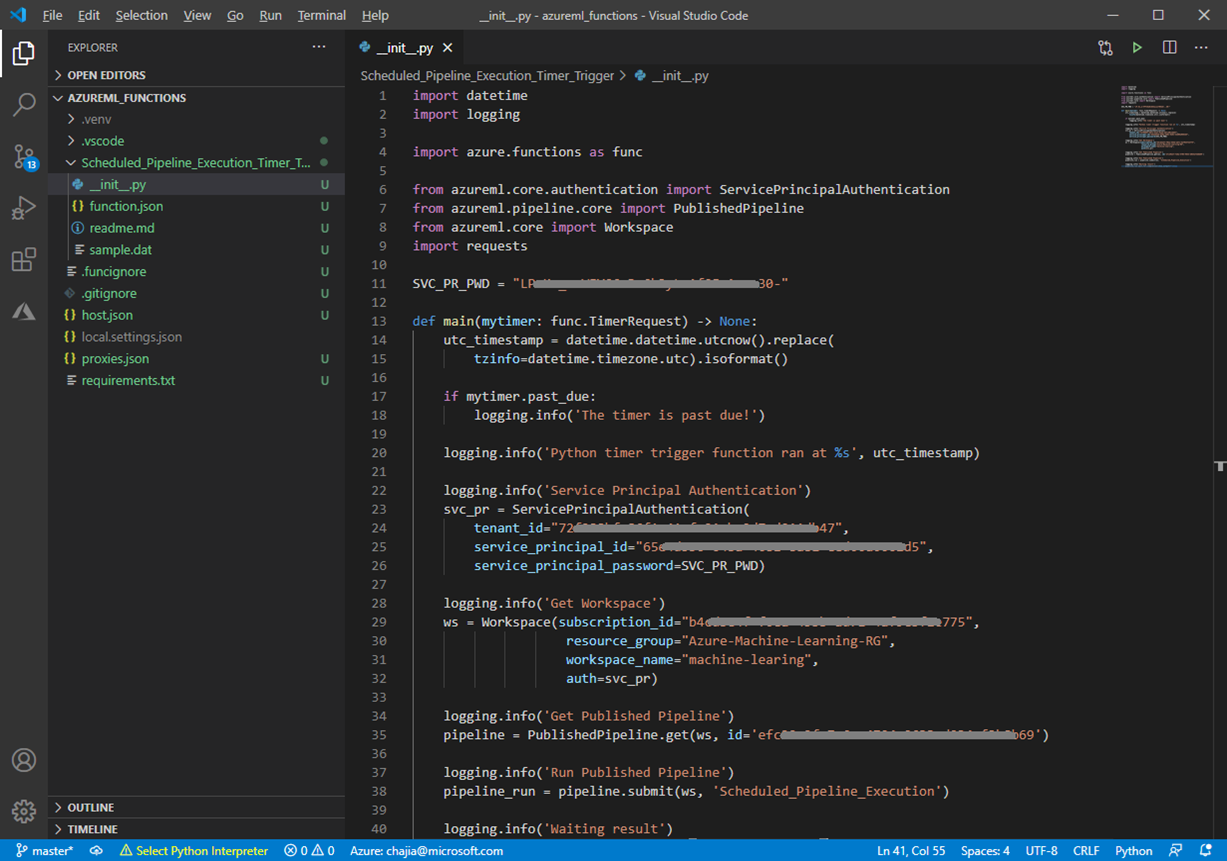 File Edit Selection View Go Run Terminal Help __init__.py - azureml_functions - Visual Studio Code
EXPLORER
OPEN EDITORS
AZUREML_FUNCTIONS
.venv
.vscode
Scheduled_Pipeline_Execution_Timer_T...
__init__.py U
function.json U
readme.md U
sample.dat U
.funcignore U
.gitignore U
host.json U
local.settings.json
proxies.json U
requirements.txt U
13
OUTLINE
TIMELINE
__init__.py
Scheduled_Pipeline_Execution_Timer_Trigger > __init__.py
1 import datetime
2 import logging
3
4 import azure.functions as func
5
6 from azureml.core.authentication import ServicePrincipalAuthentication
7 from azureml.pipeline.core import PublishedPipeline
8 from azureml.core import Workspace
9 import requests
10
11 SVC_PR_PWD = "LP 30-"
12
13 def main(mytimer: func.TimerRequest) -> None:
14 utc_timestamp = datetime.datetime.utcnow().replace(
15 tzinfo=datetime.timezone.utc).isoformat()
16
17 if mytimer.past_due:
18 logging.info('The timer is past due!')
19
20 logging.info('Python timer trigger function ran at %s', utc_timestamp)
21
22 logging.info('Service Principal Authentication')
23 svc_pr = ServicePrincipalAuthentication(
24 tenant_id="72 47",
25 service_principal_id="65 d5",
26 service_principal_password=SVC_PR_PWD)
27
28 logging.info('Get Workspace')
29 ws = Workspace(subscription_id="b4 775",
30 resource_group="Azure-Machine-Learning-RG",
31 workspace_name="machine-learing",
32 auth=svc_pr)
33
34 logging.info('Get Published Pipeline')
35 pipeline = PublishedPipeline.get(ws, id='efc b69')
36
37 logging.info('Run Published Pipeline')
38 pipeline_run = pipeline.submit(ws, 'Scheduled_Pipeline_Execution')
39
40 logging.info('Waiting result')
master* Select Python Interpreter 0 0 Azure: chajia@microsoft.com Ln 41, Col 55 Spaces: 4 UTF-8 CRLF Python